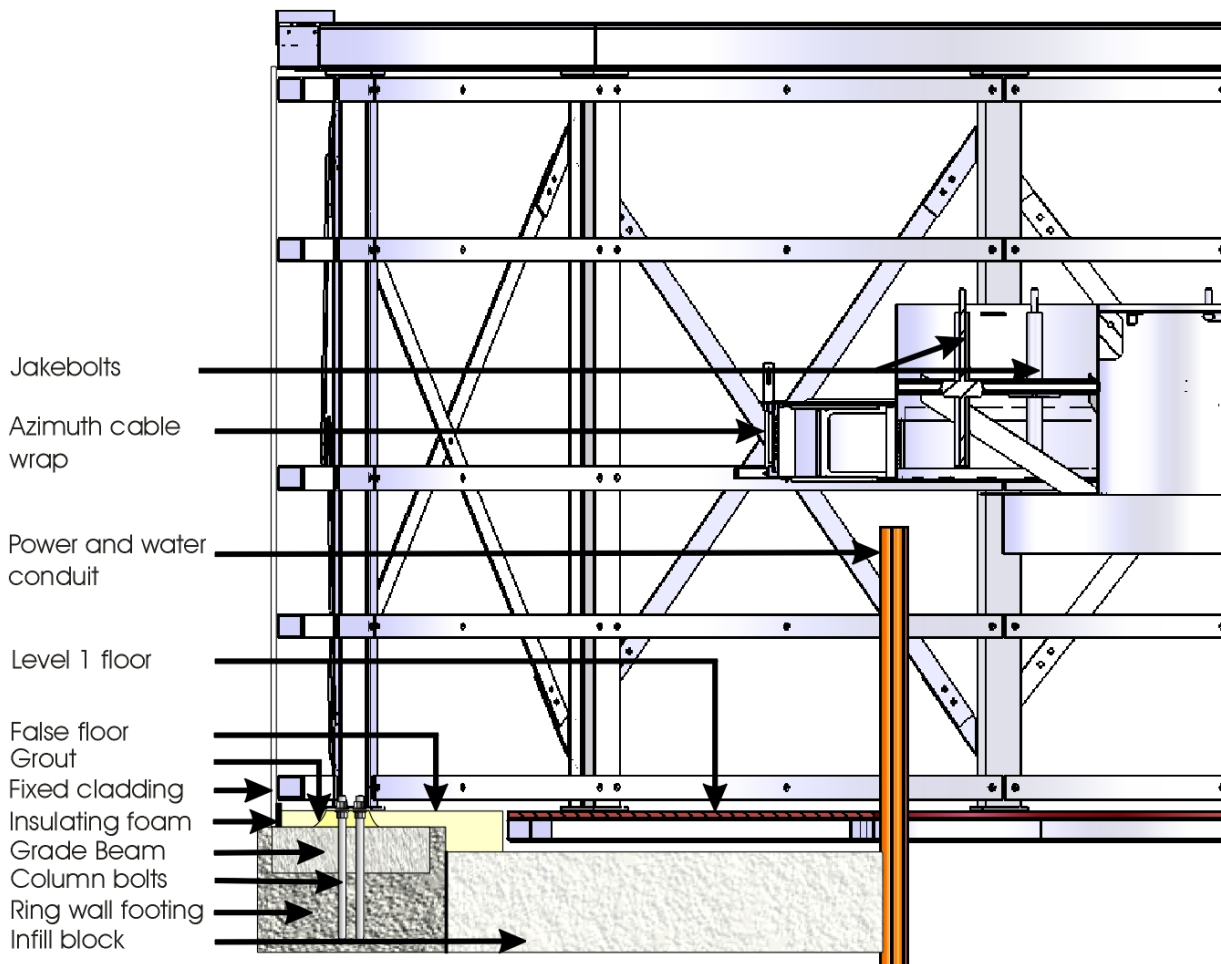 Jakebolts
Azimuth cable
wrap
Power and water
conduit
Level 1 floor
False floor
Grout
Fixed cladding
Insulating foam
Grade Beam
Column bolts
Ring wall footing
Infill block